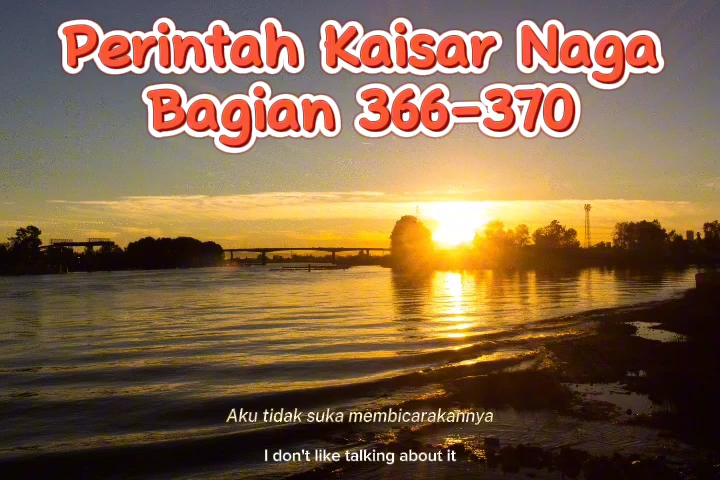 Perintah Kaisar Naga
Bagian 366-370
Aku tidak suka membicarakannya
I don't like talking about it